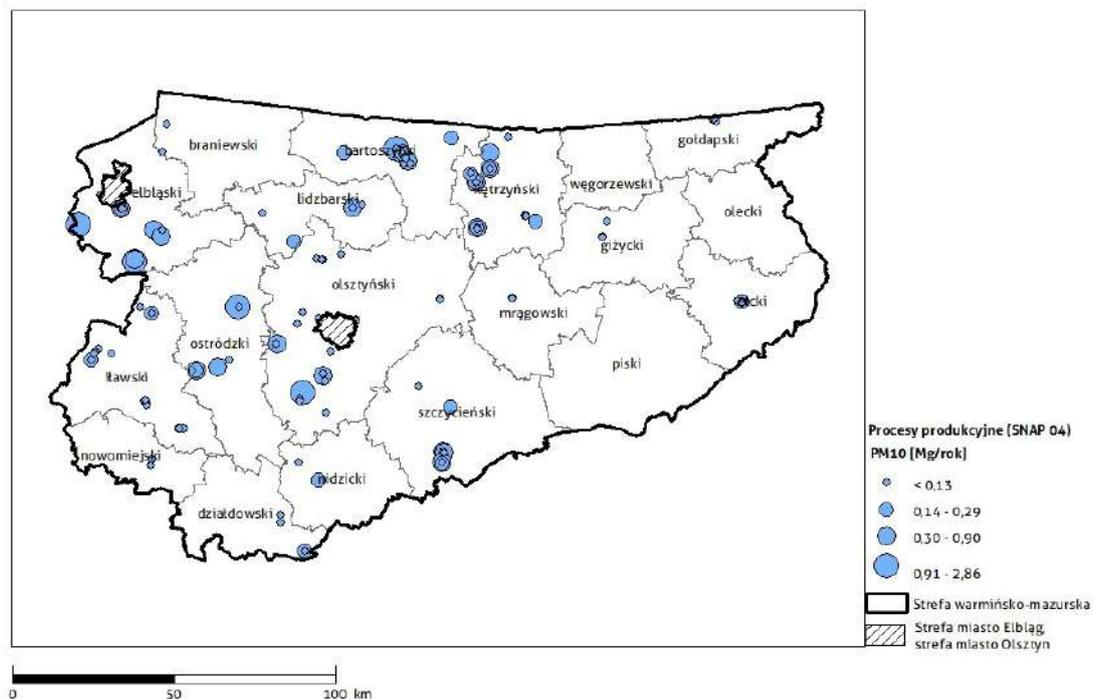 gołdapski
braniewski
bartoszycki
elbląski
kętrzyński
węgorzewski
lidzbarski
olecki
giżycki
olsztyński
ełcki
mrągowski
ostródzki
piski
iławski
szczycieński
nowomiejski
nidzicki
działdowski
Procesy produkcyjne (SNAP 04)
PM10 [Mg/rok]
< 0,13
0,14 - 0,29
0,30 - 0,90
0,91 - 2,86
Strefa warmińsko-mazurska
Strefa miasto Elbląg,
strefa miasto Olsztyn
0 50 100 km